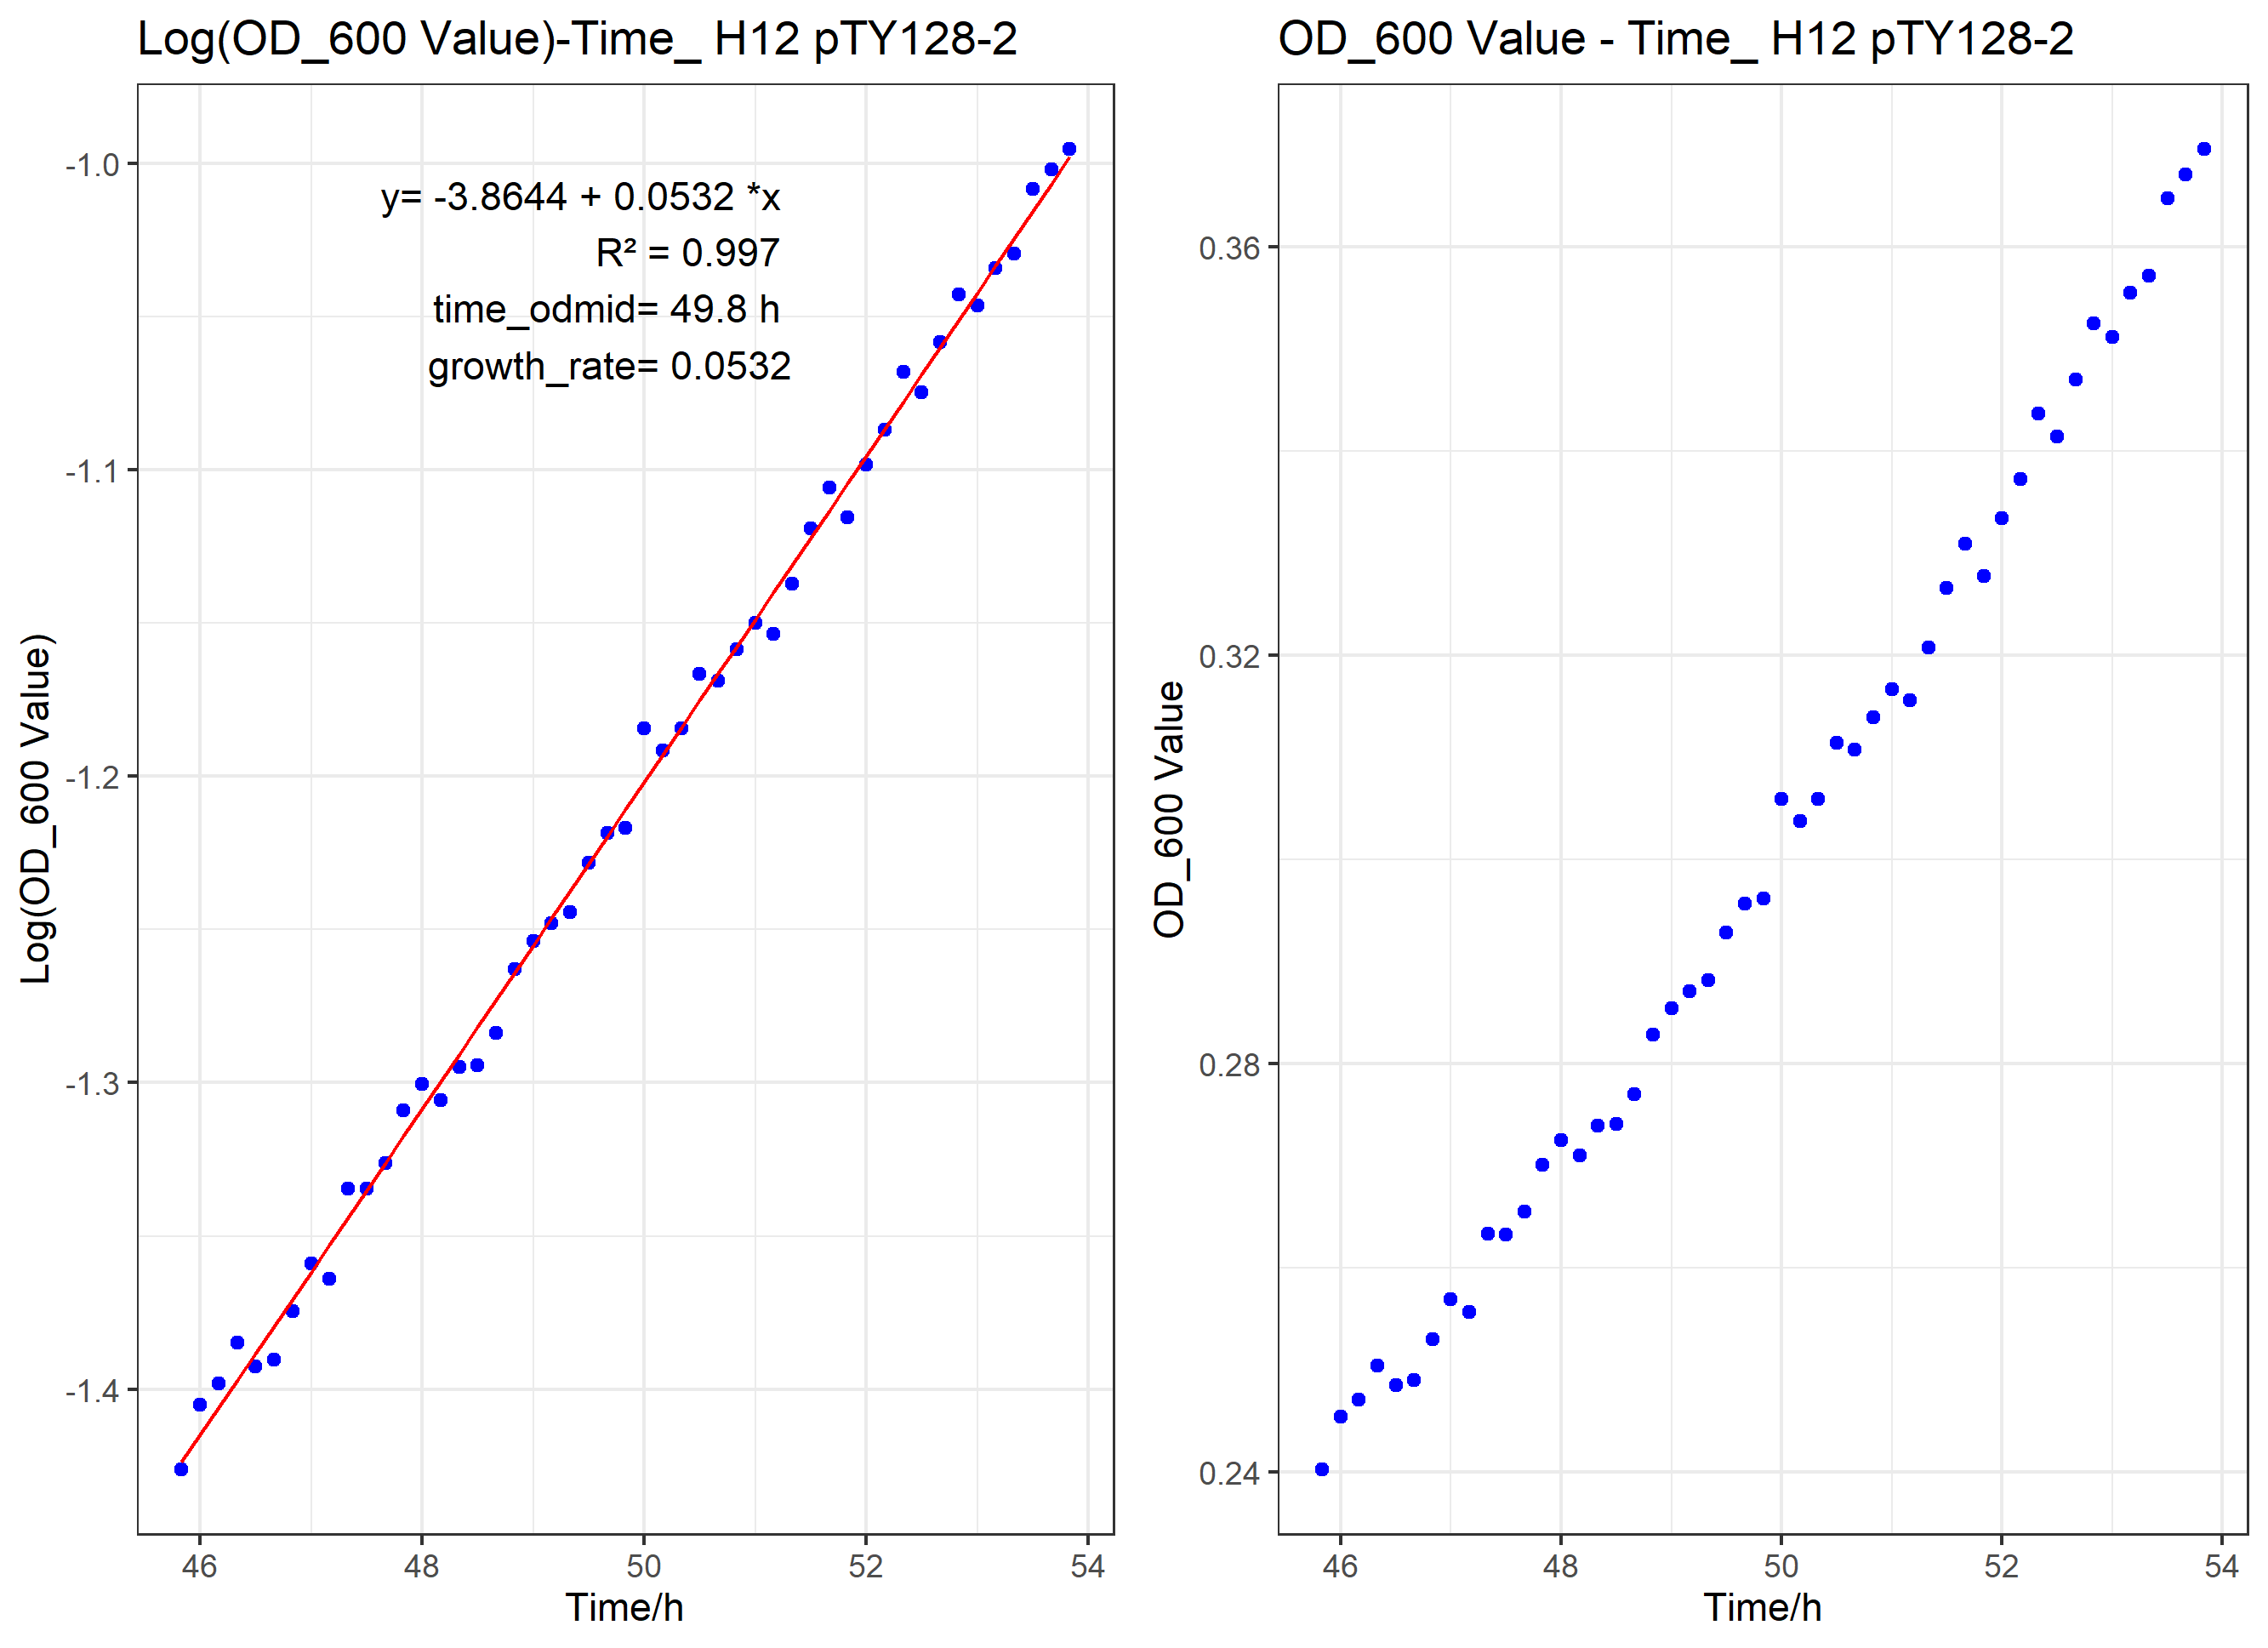 Log(OD_600 Value)-Time_ H12 pTY128-2
y= -3.8644 + 0.0532 *x
R² = 0.997
time_odmid= 49.8 h
growth_rate= 0.0532
-1.0
-1.1
-1.2
-1.3
-1.4
Log(OD_600 Value)
46 48 50 52 54
Time/h
OD_600 Value - Time_ H12 pTY128-2
0.36
0.32
0.28
0.24
OD_600 Value
46 48 50 52 54
Time/h